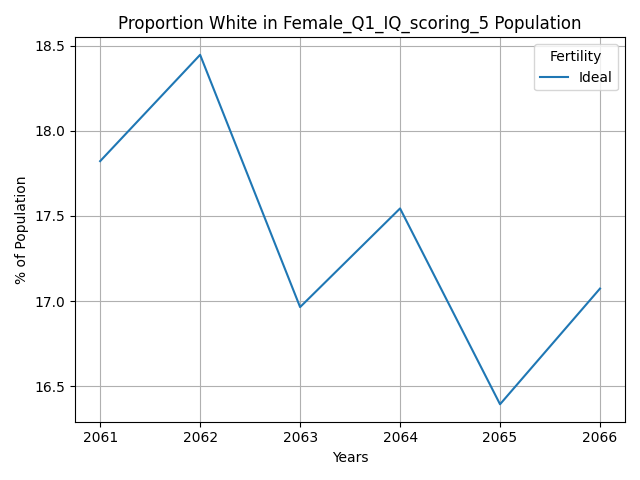 Proportion White in Female_Q1_IQ_scoring_5 Population
Fertility
Ideal
% of Population
18.5
18.0
17.5
17.0
16.5
2061 2062 2063 2064 2065 2066
Years